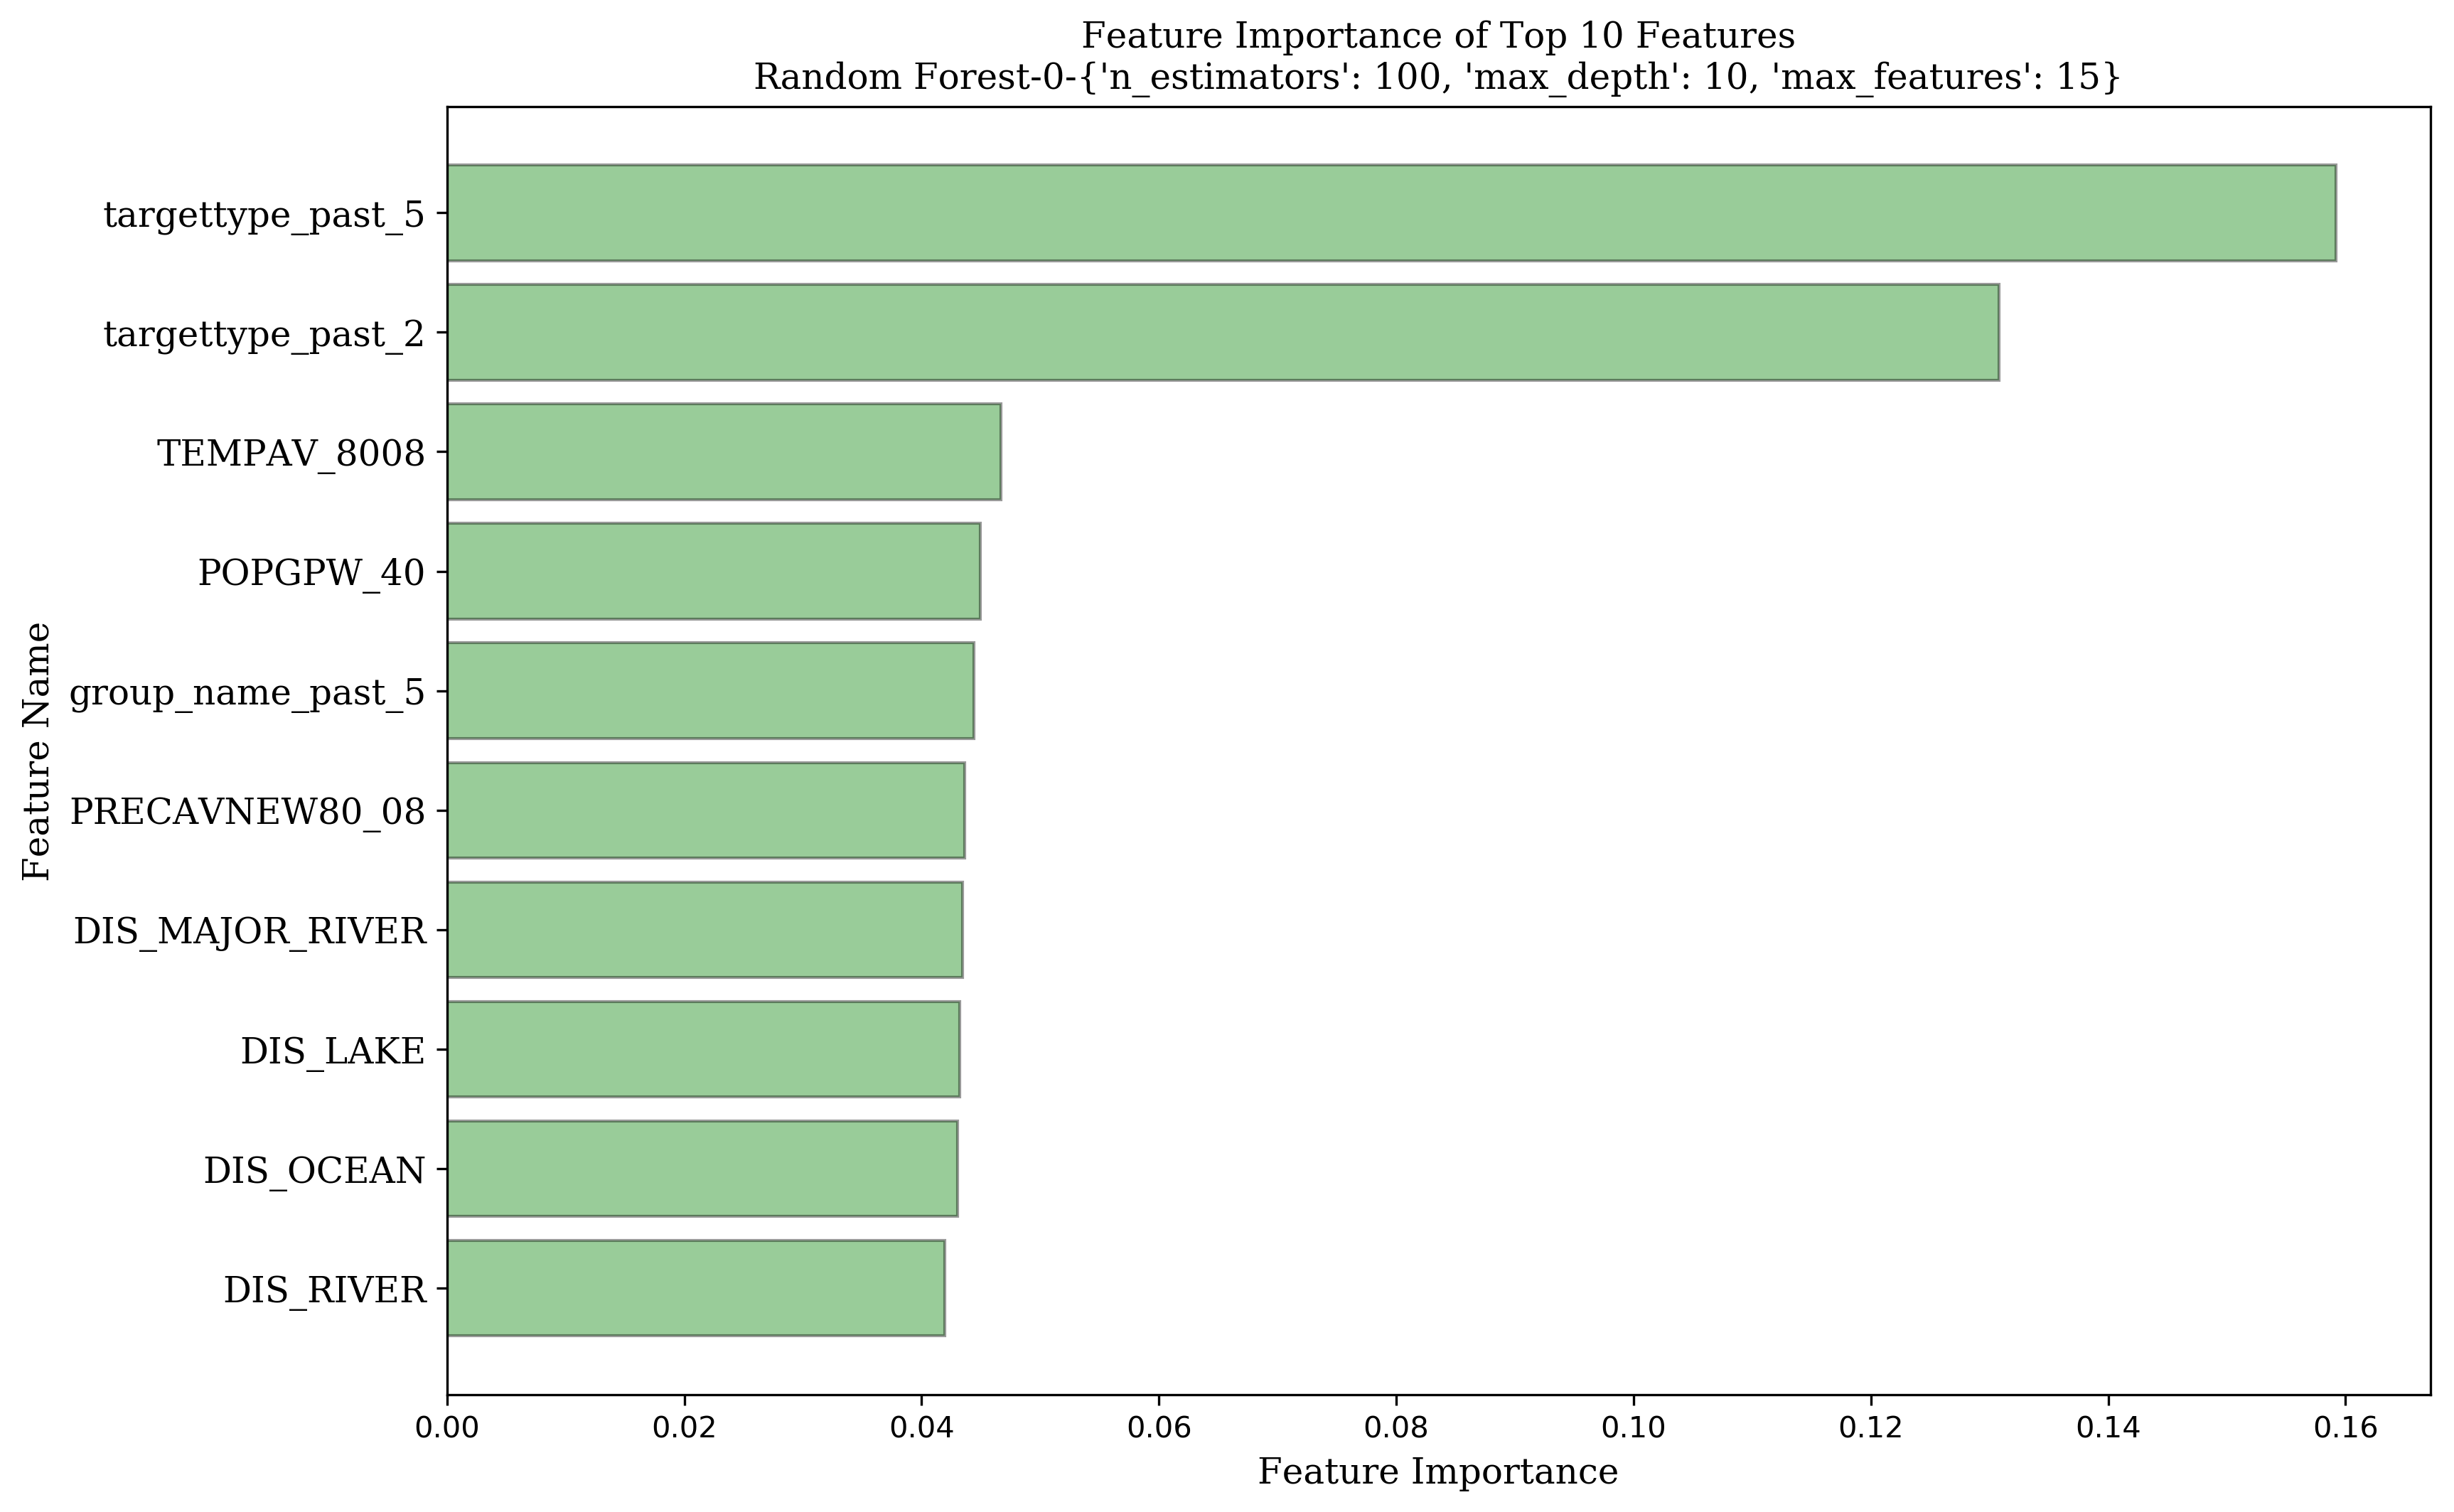 Feature Importance of Top 10 Features
Random Forest-0-{'n_estimators': 100, 'max_depth': 10, 'max_features': 15}
Feature Name
targettype_past_5
targettype_past_2
TEMPAV_8008
POPGPW_40
group_name_past_5
PRECAVNEW80_08
DIS_MAJOR_RIVER
DIS_LAKE
DIS_OCEAN
DIS_RIVER
0.00 0.02 0.04 0.06 0.08 0.10 0.12 0.14 0.16
Feature Importance